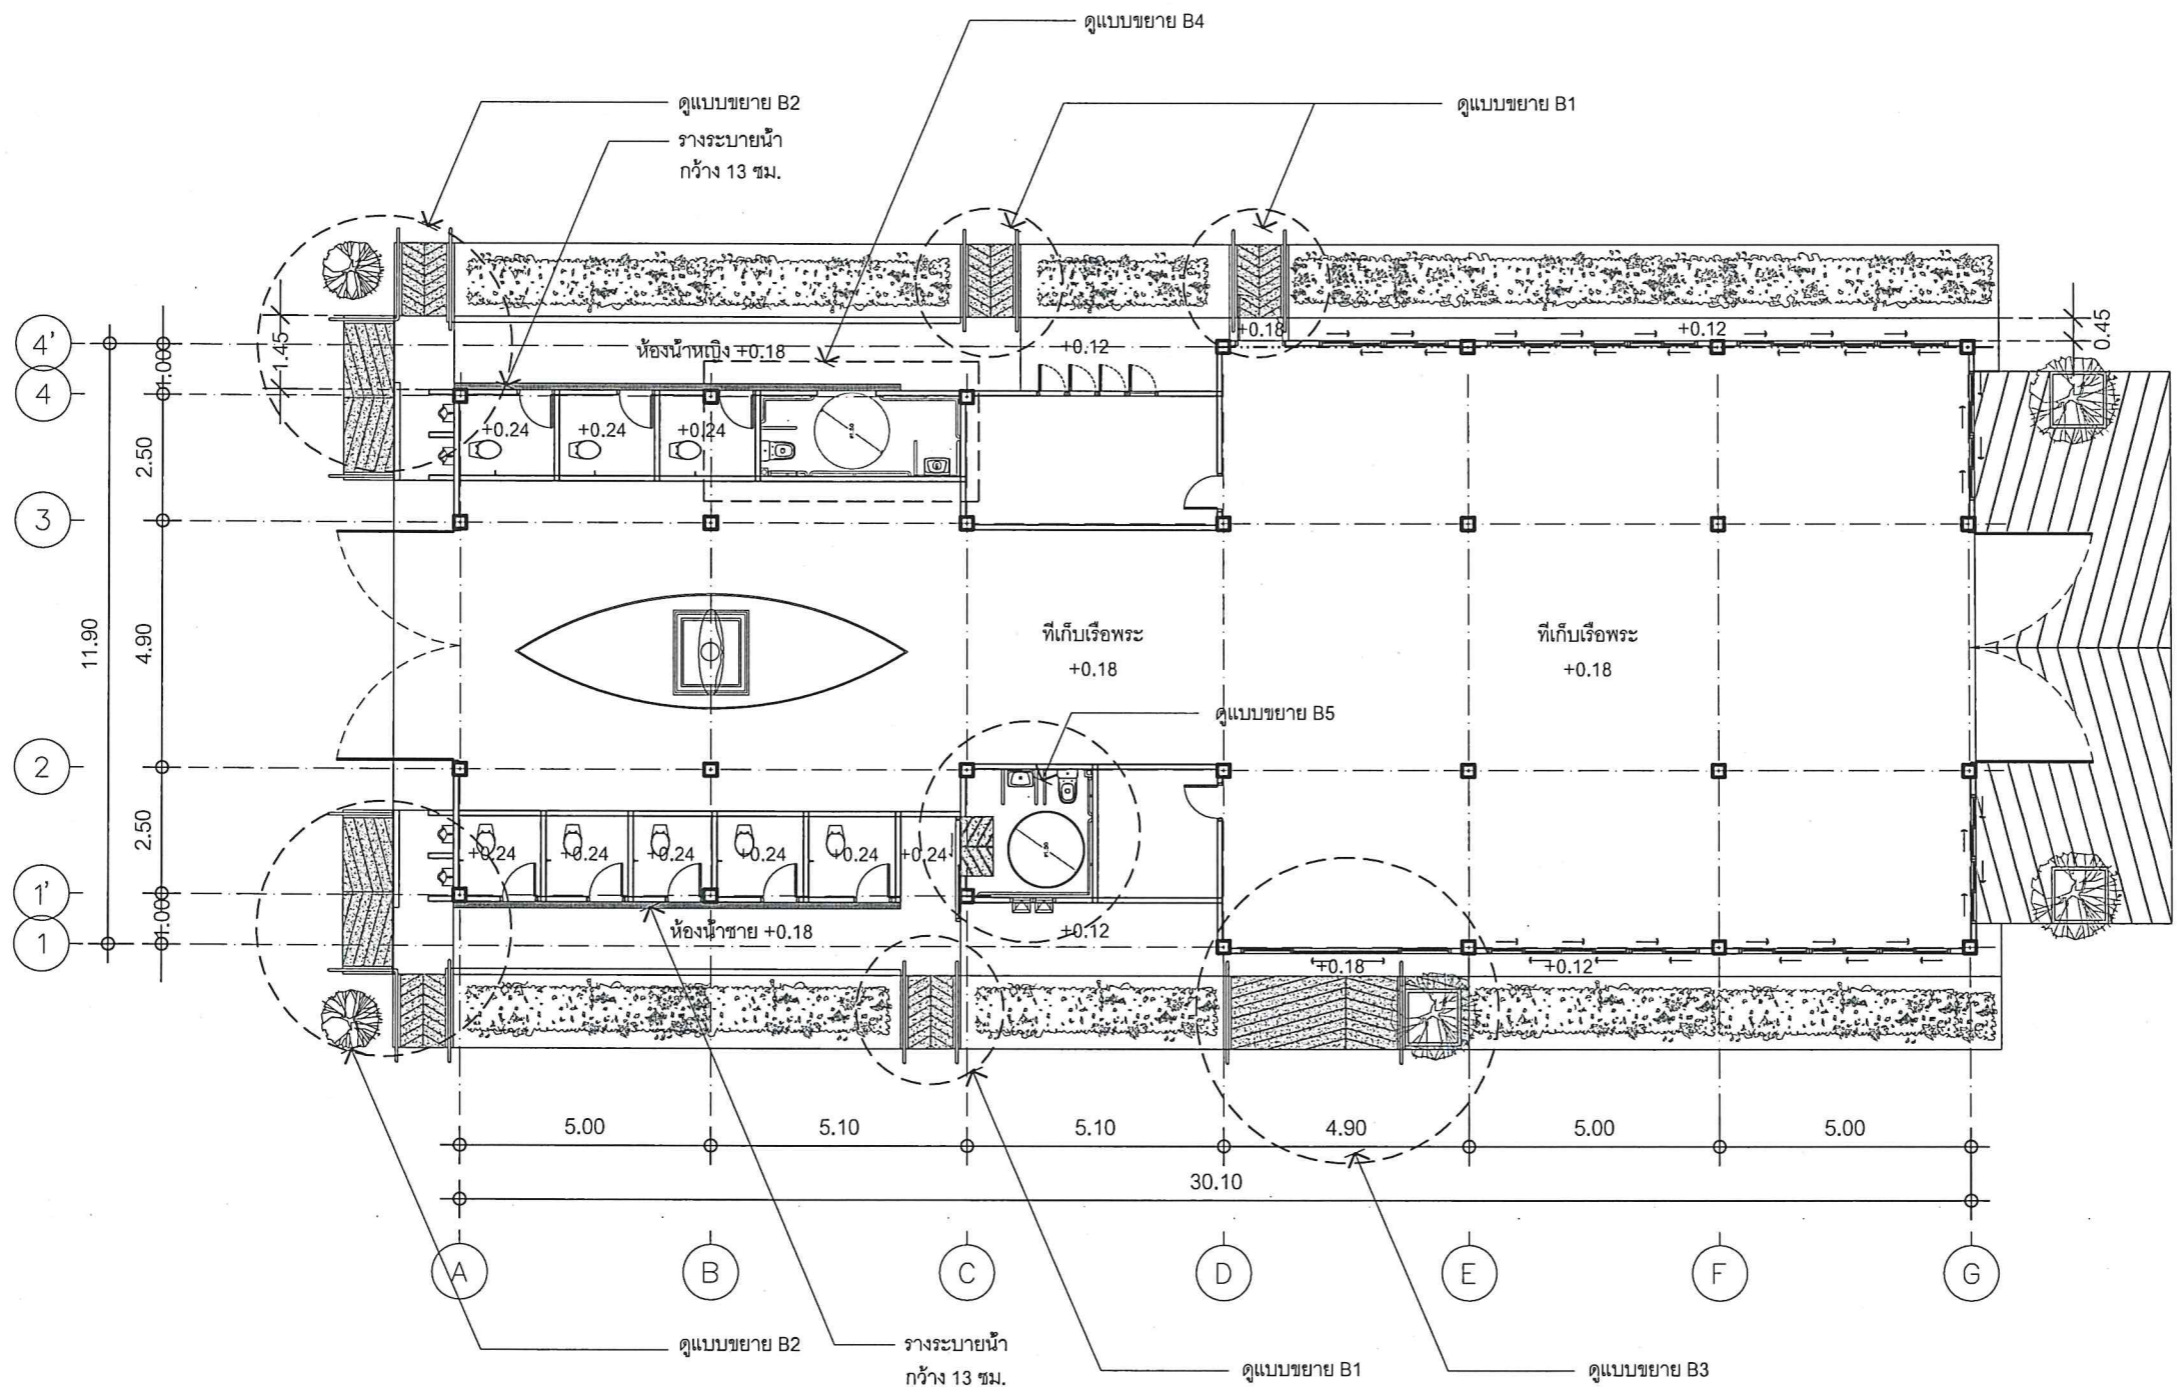 ดูแบบขยาย B4
ดูแบบขยาย B2
ดูแบบขยาย B1
รางระบายน้ำ
กว้าง 13 ซม.
4'
4
3
2
1'
1
11.90
1.00
2.50
4.90
2.50
1.00
1.45
0.45
ห้องน้ำหญิง +0.18
+0.12
+0.18
+0.12
+0.24
+0.24
+0.24
ที่เก็บเรือพระ
+0.18
ที่เก็บเรือพระ
+0.18
ดูแบบขยาย B5
+0.24
+0.24
+0.24
+0.24
+0.24
+0.24
ห้องน้ำชาย +0.18
+0.12
+0.18
+0.12
5.00
5.10
5.10
4.90
5.00
5.00
30.10
A
B
C
D
E
F
G
ดูแบบขยาย B2
รางระบายน้ำ
กว้าง 13 ซม.
ดูแบบขยาย B1
ดูแบบขยาย B3